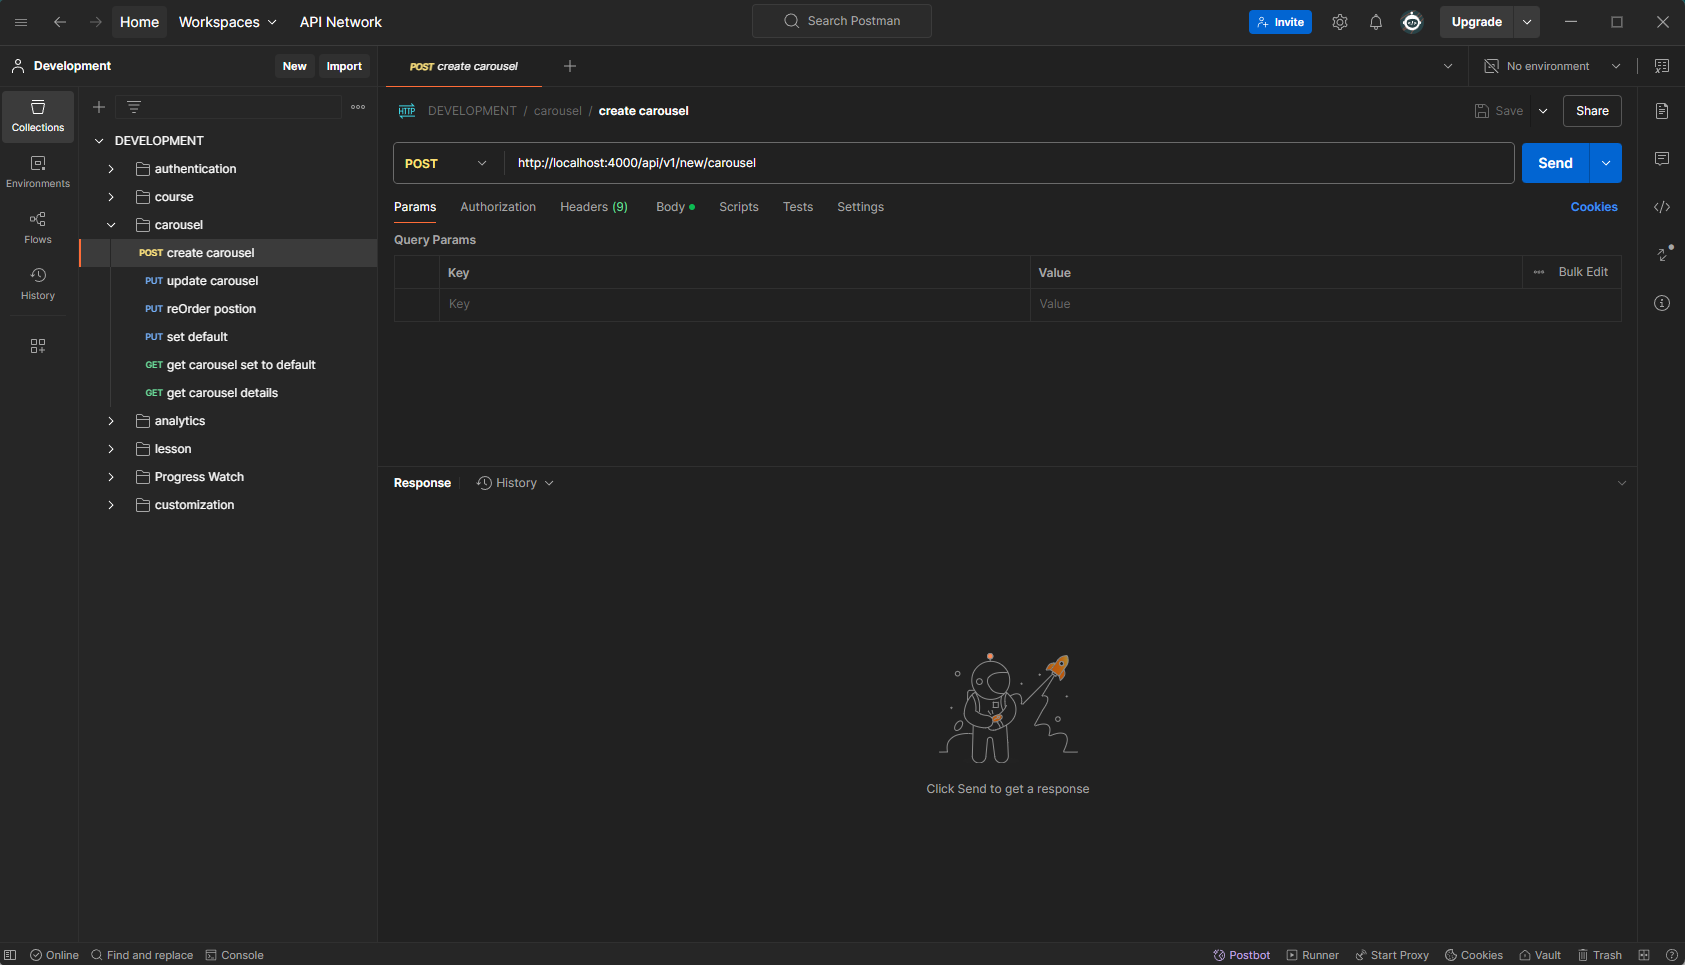 Home Workspaces API Network Search Postman Invite Upgrade
Development New Import POST create carousel No environment
Collections
Environments
Flows
History
DEVELOPMENT
authentication
course
carousel
POST create carousel
PUT update carousel
PUT reOrder postion
PUT set default
GET get carousel set to default
GET get carousel details
analytics
lesson
Progress Watch
customization
HTTP DEVELOPMENT / carousel / create carousel Save Share
POST http://localhost:4000/api/v1/new/carousel Send
Params Authorization Headers (9) Body Scripts Tests Settings Cookies
Query Params
Key Value Bulk Edit
Key Value
Response History
Click Send to get a response
Online Find and replace Console Postbot Runner Start Proxy Cookies Vault Trash